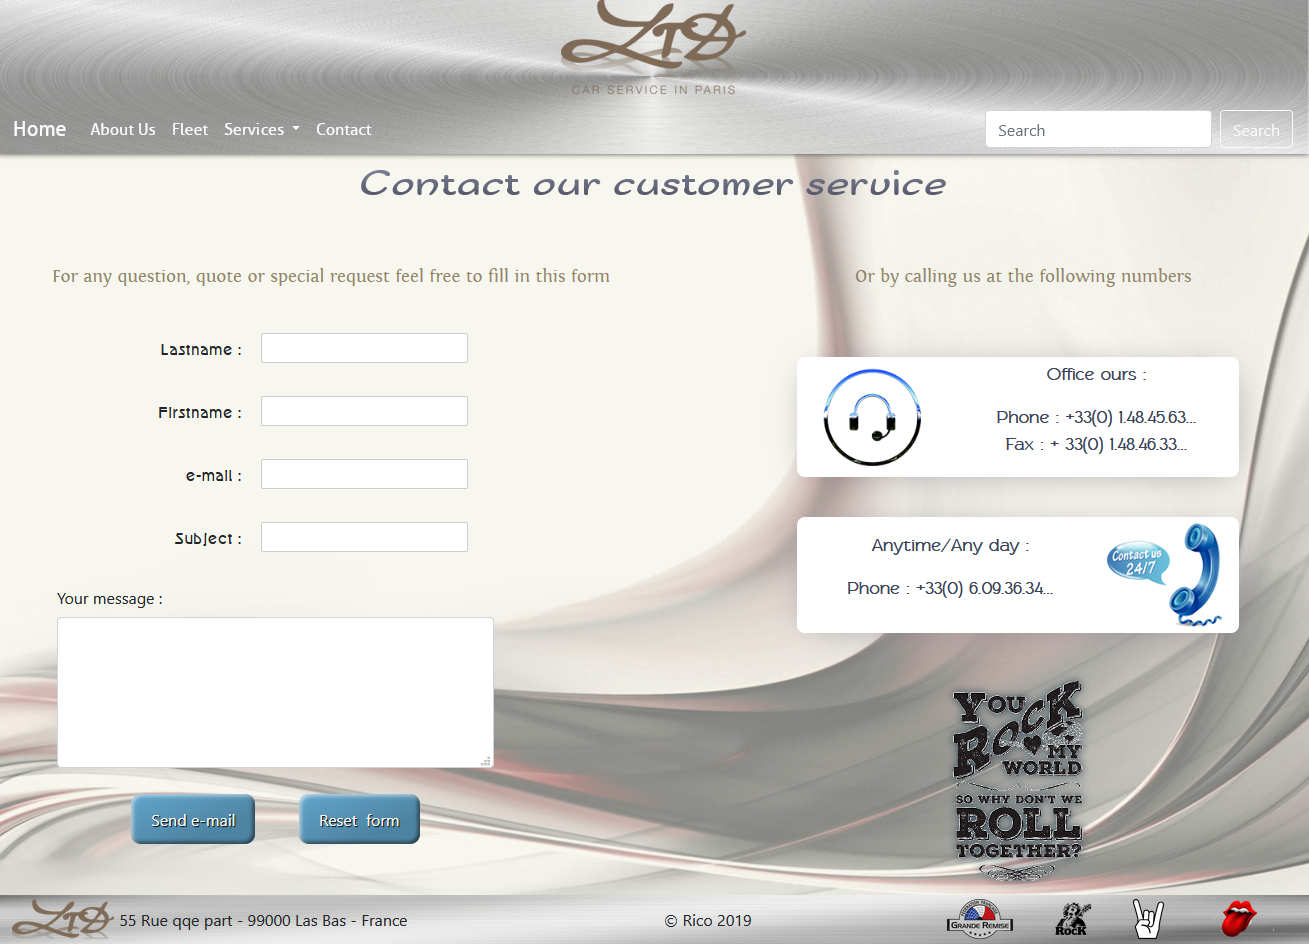 LTD
CAR SERVICE IN PARIS
Home About Us Fleet Services Contact Search Search
Contact our customer service
For any question, quote or special request feel free to fill in this form
Or by calling us at the following numbers
Lastname :
Firstname :
e-mail :
Subject :
Your message :
Send e-mail Reset form
Office ours :
Phone : +33(0) 1.48.45.63...
Fax : + 33(0) 1.48.46.33...
Anytime/Any day :
Phone : +33(0) 6.09.36.34...
Contact us
24/7
YOU ROCK
MY
WORLD
SO WHY DON'T WE
ROLL
TOGETHER?
LTD 55 Rue qqe part - 99000 Las Bas - France
© Rico 2019
GRANDE REMISE
ROCK